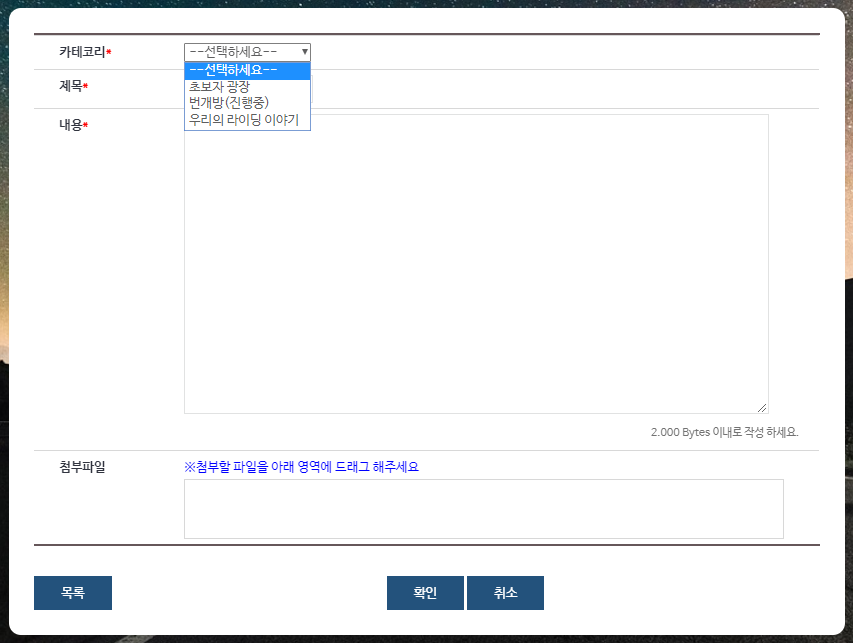 카테고리*
--선택하세요--
--선택하세요--
초보자 광장
번개방(진행중)
우리의 라이딩 이야기
제목*
내용*
2.000 Bytes 이내로 작성 하세요.
첨부파일
※첨부할 파일을 아래 영역에 드래그 해주세요
목록
확인
취소